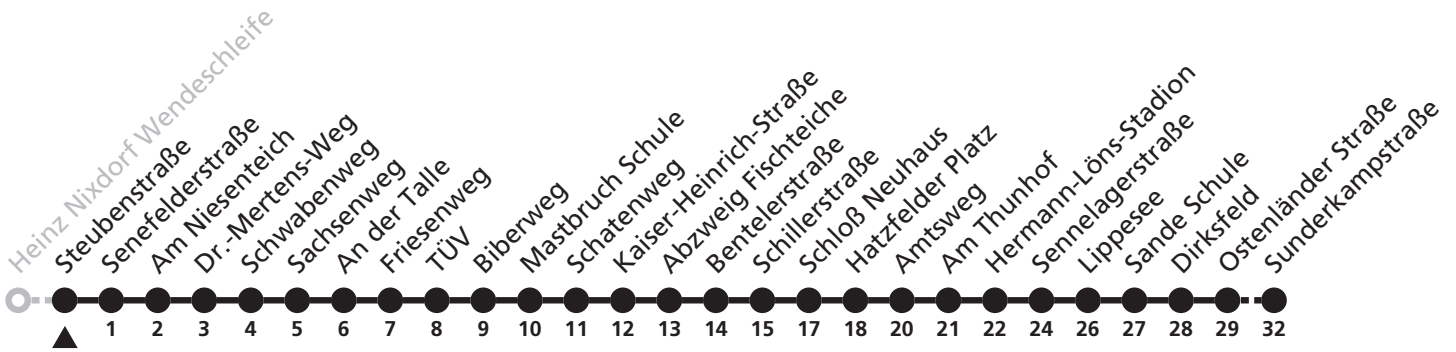 Heinz Nixdorf Wendeschleife
Steubenstraße
Senefelderstraße
Am Niesenteich
Dr.-Mertens-Weg
Schwabenweg
Sachsenweg
An der Talle
Friesenweg
TÜV
Biberweg
Mastbruch Schule
Schatenweg
Kaiser-Heinrich-Straße
Abzweig Fischteiche
Bentelerstraße
Schillerstraße
Schloß Neuhaus
Hatzfelder Platz
Amtsweg
Am Thunhof
Hermann-Löns-Stadion
Sennelagerstraße
Lippesee
Sande Schule
Dirksfeld
Ostenländer Straße
Sunderkampstraße
1 2 3 4 5 6 7 8 9 10 11 12 13 14 15 17 18 20 21 22 24 26 27 28 29 32